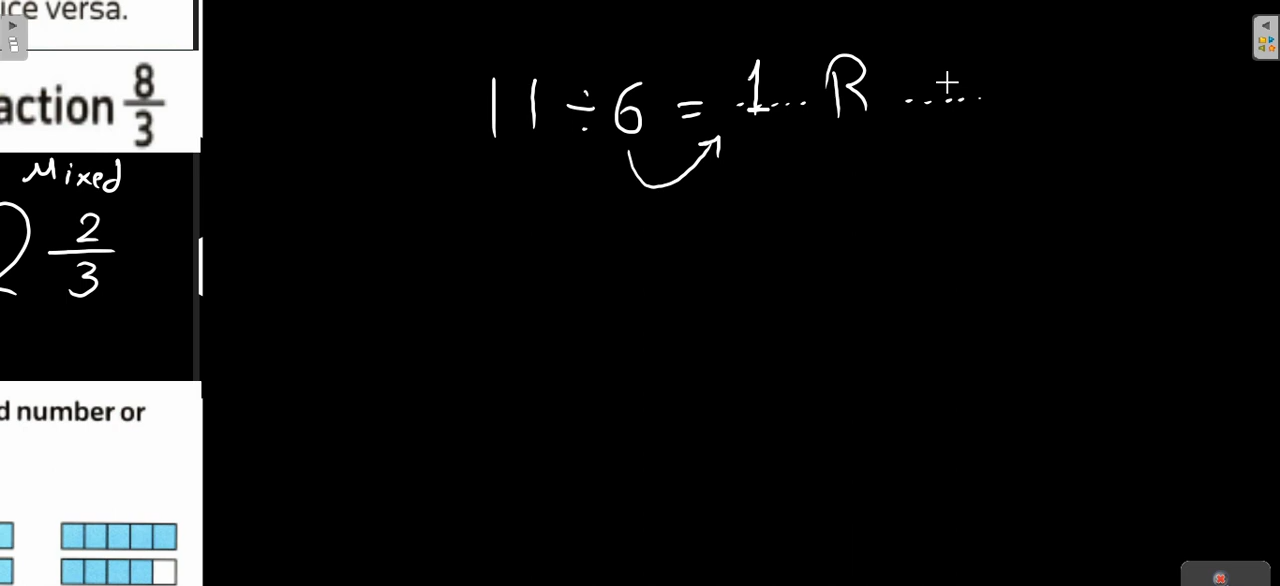 ice versa.
action 8/3
Mixed
2 2/3
d number or
11 ÷ 6 = ..1... R .....